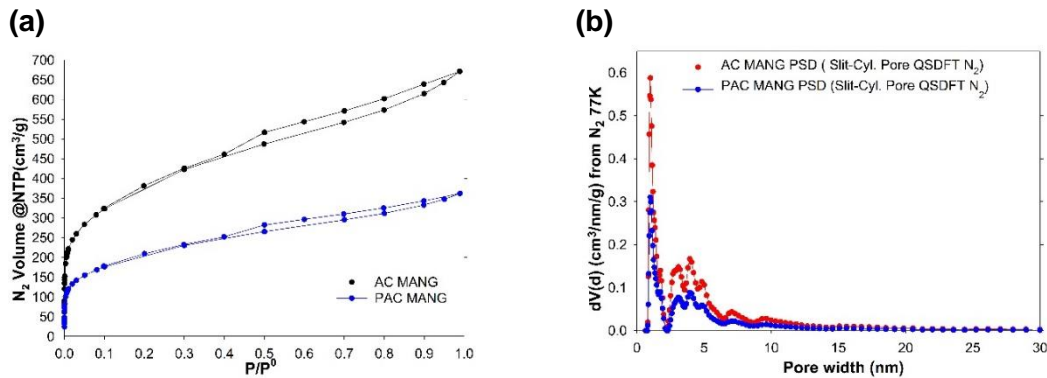 (a)
700
650
600
550
500
450
400
350
300
250
200
150
100
50
0
N₂ Volume @NTP(cm³/g)
AC MANG
PAC MANG
0.0 0.1 0.2 0.3 0.4 0.5 0.6 0.7 0.8 0.9 1.0
P/P⁰
(b)
AC MANG PSD ( Slit-Cyl. Pore QSDFT N₂)
PAC MANG PSD (Slit-Cyl. Pore QSDFT N₂)
0.6
0.5
0.4
0.3
0.2
0.1
0.0
dV(d) (cm³/nm/g) from N₂ 77K
0 5 10 15 20 25 30
Pore width (nm)